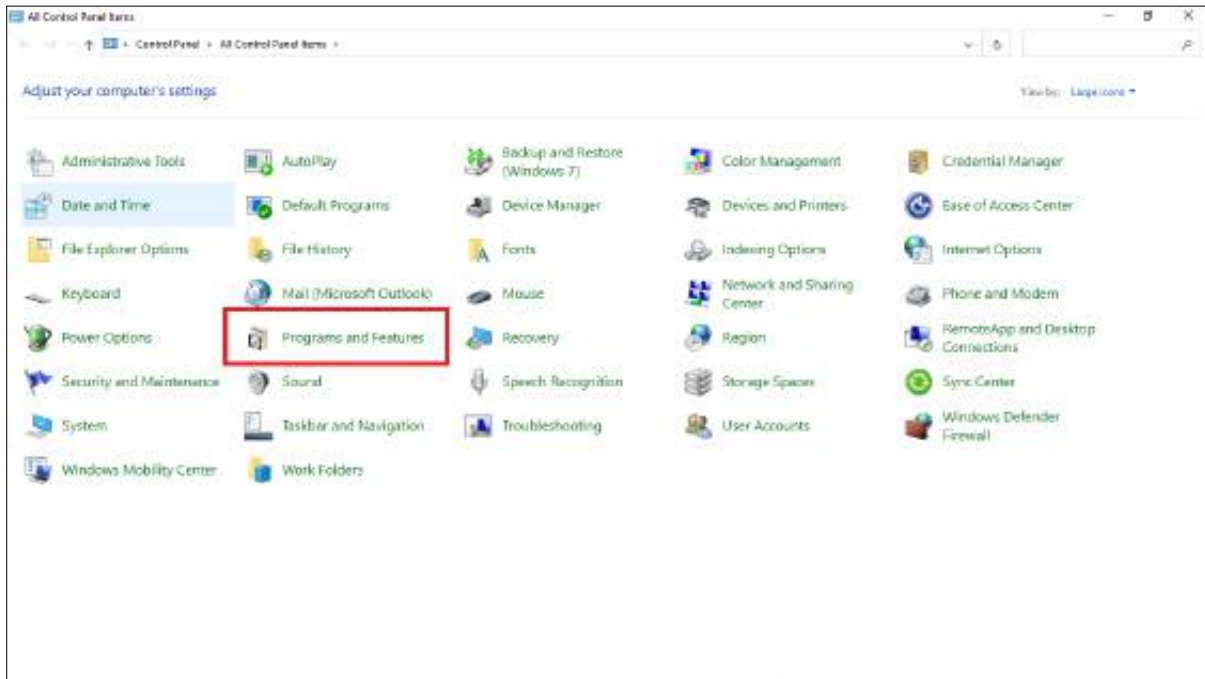 All Control Panel Items
Control Panel › All Control Panel Items ›
Adjust your computer's settings
View by: Large icons
Administrative Tools
AutoPlay
Backup and Restore
(Windows 7)
Color Management
Credential Manager
Date and Time
Default Programs
Device Manager
Devices and Printers
Ease of Access Center
File Explorer Options
File History
Fonts
Indexing Options
Internet Options
Keyboard
Mail (Microsoft Outlook)
Mouse
Network and Sharing
Center
Phone and Modem
Power Options
Programs and Features
Recovery
Region
RemoteApp and Desktop
Connections
Security and Maintenance
Sound
Speech Recognition
Storage Spaces
Sync Center
System
Taskbar and Navigation
Troubleshooting
User Accounts
Windows Defender
Firewall
Windows Mobility Center
Work Folders